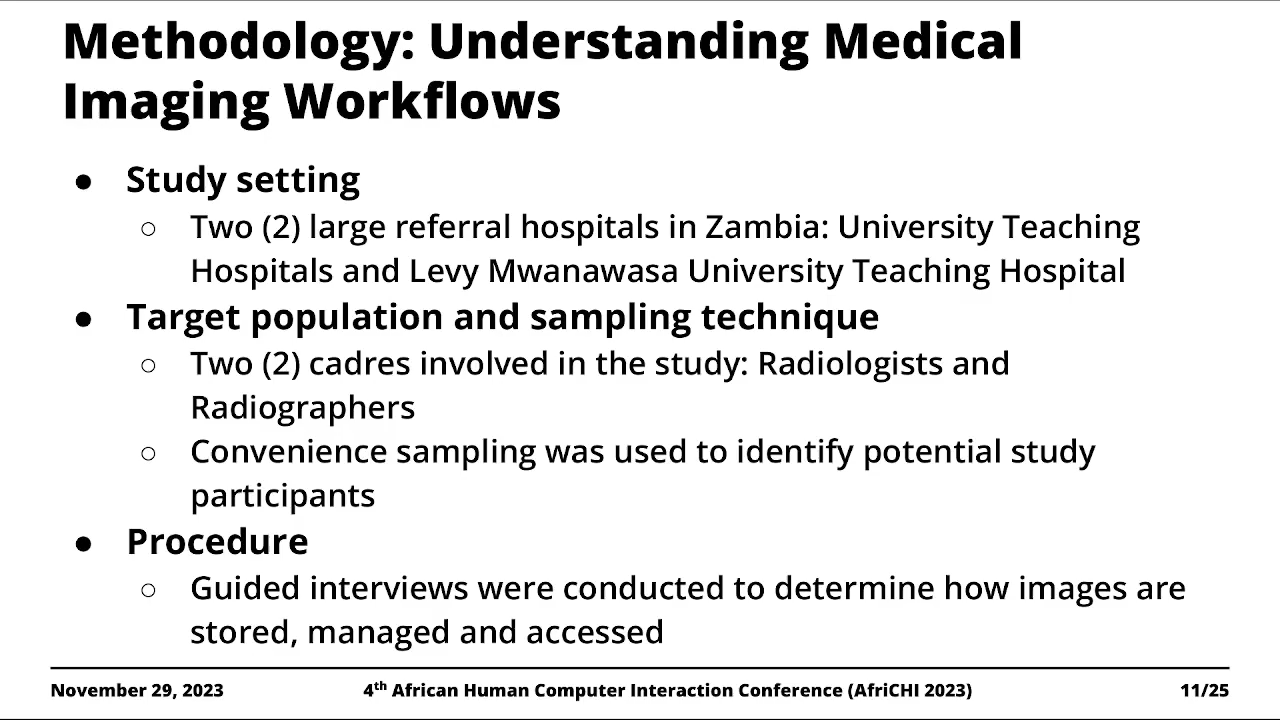 Methodology: Understanding Medical
Imaging Workflows
● Study setting
○ Two (2) large referral hospitals in Zambia: University Teaching
Hospitals and Levy Mwanawasa University Teaching Hospital
● Target population and sampling technique
○ Two (2) cadres involved in the study: Radiologists and
Radiographers
○ Convenience sampling was used to identify potential study
participants
● Procedure
○ Guided interviews were conducted to determine how images are
stored, managed and accessed
November 29, 2023 4th African Human Computer Interaction Conference (AfriCHI 2023) 11/25